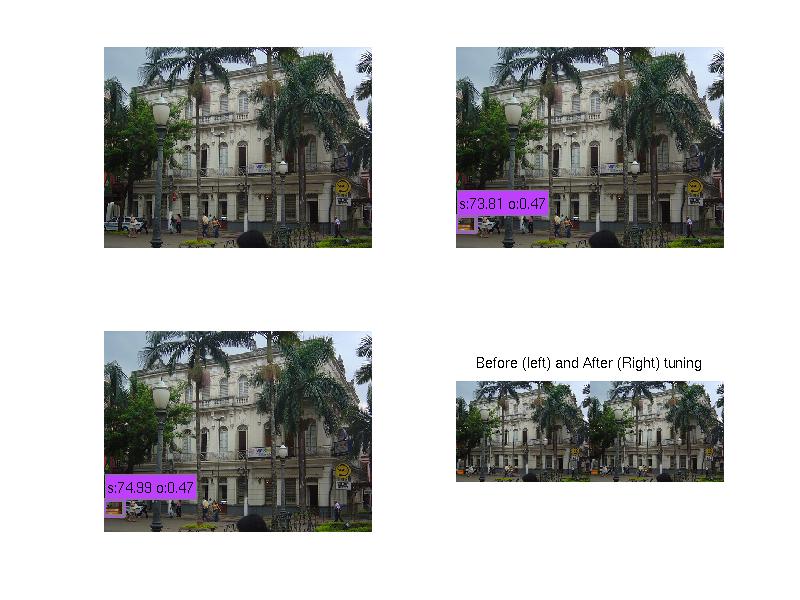 s:73.81 o:0.47
s:74.99 o:0.47
Before (left) and After (Right) tuning